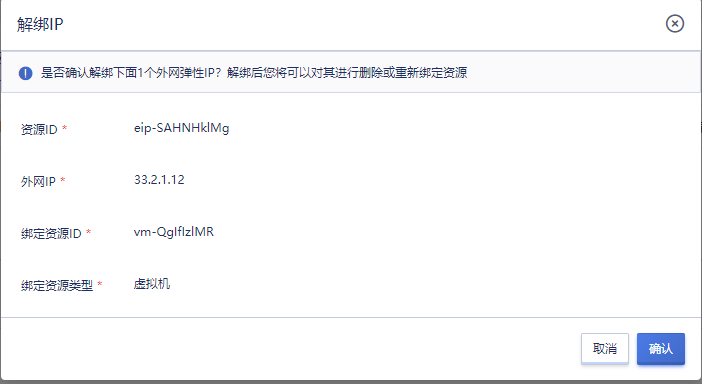 解绑IP
是否确认解绑下面1个外网弹性IP？解绑后您将可以对其进行删除或重新绑定资源
资源ID * eip-SAHNHklMg
外网IP * 33.2.1.12
绑定资源ID * vm-QgIfIzlMR
绑定资源类型 * 虚拟机
取消 确认